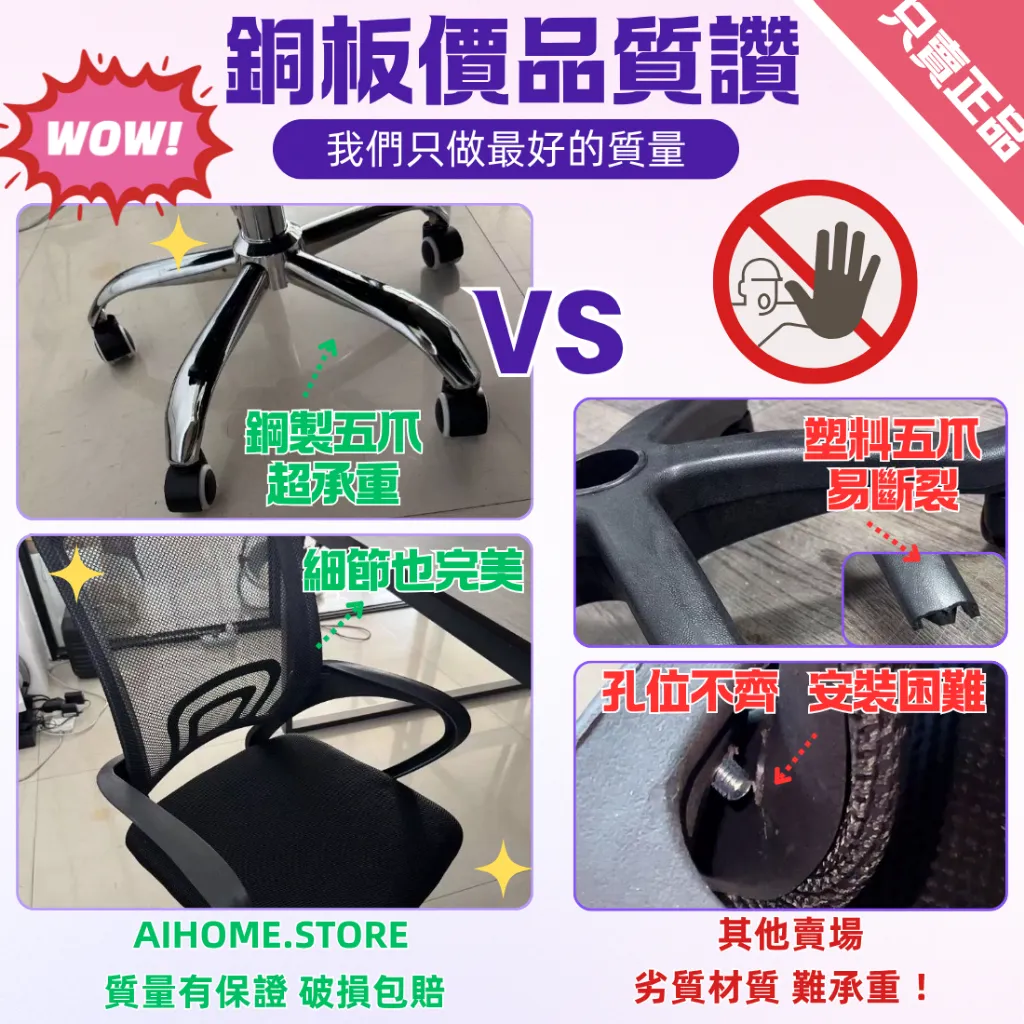 銅板價品質讚
只賣正品
WOW!
我們只做最好的質量
VS
鋼製五爪
超承重
塑料五爪
易斷裂
細節也完美
孔位不齊 安裝困難
AIHOME.STORE
質量有保證 破損包賠
其他賣場
劣质材质 難承重！